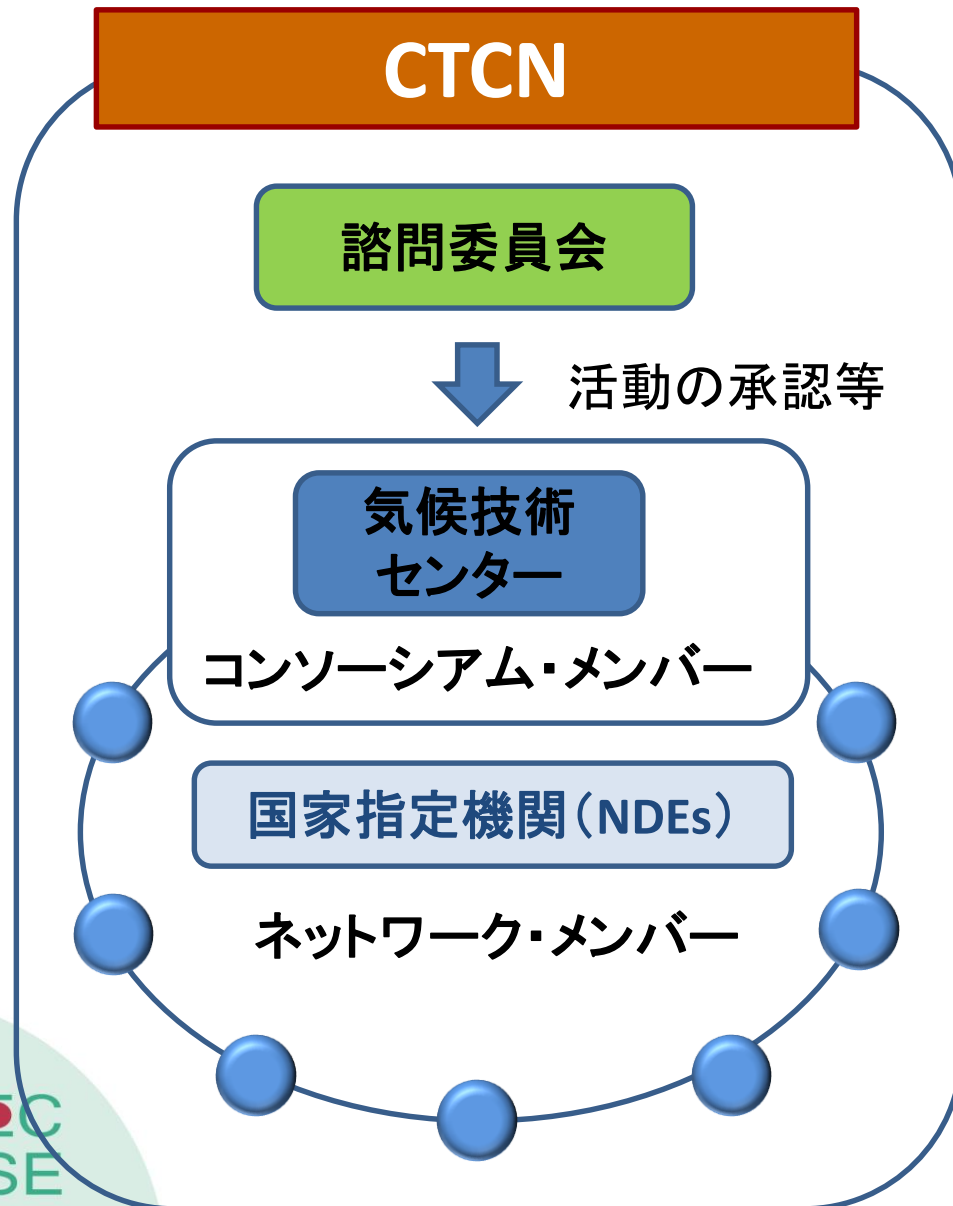 CTCN
諮問委員会
活動の承認等
気候技術
センター
コンソーシアム・メンバー
国家指定機関（NDEs）
ネットワーク・メンバー
EC
SE